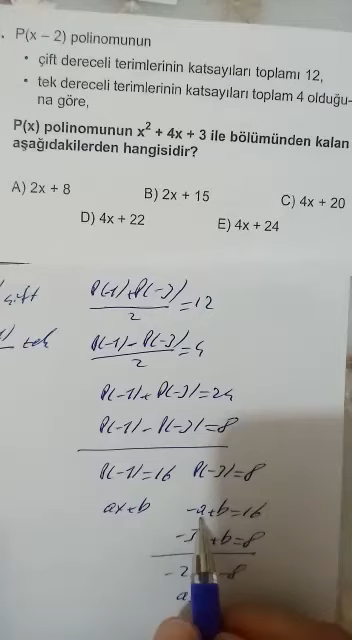 . P(x – 2) polinomunun
• çift dereceli terimlerinin katsayıları toplamı 12,
• tek dereceli terimlerinin katsayıları toplam 4 olduğu-
na göre,
P(x) polinomunun x² + 4x + 3 ile bölümünden kalan
aşağıdakilerden hangisidir?
A) 2x + 8 B) 2x + 15 C) 4x + 20
D) 4x + 22 E) 4x + 24
çift P(-1)+P(-3)/2 = 12
tek P(-1)-P(-3)/2 = 4
P(-1)+P(-3)=24
P(-1)-P(-3)=8
P(-1)=16 P(-3)=8
ax+b -a+b=16
+b=8
-2 -8
a